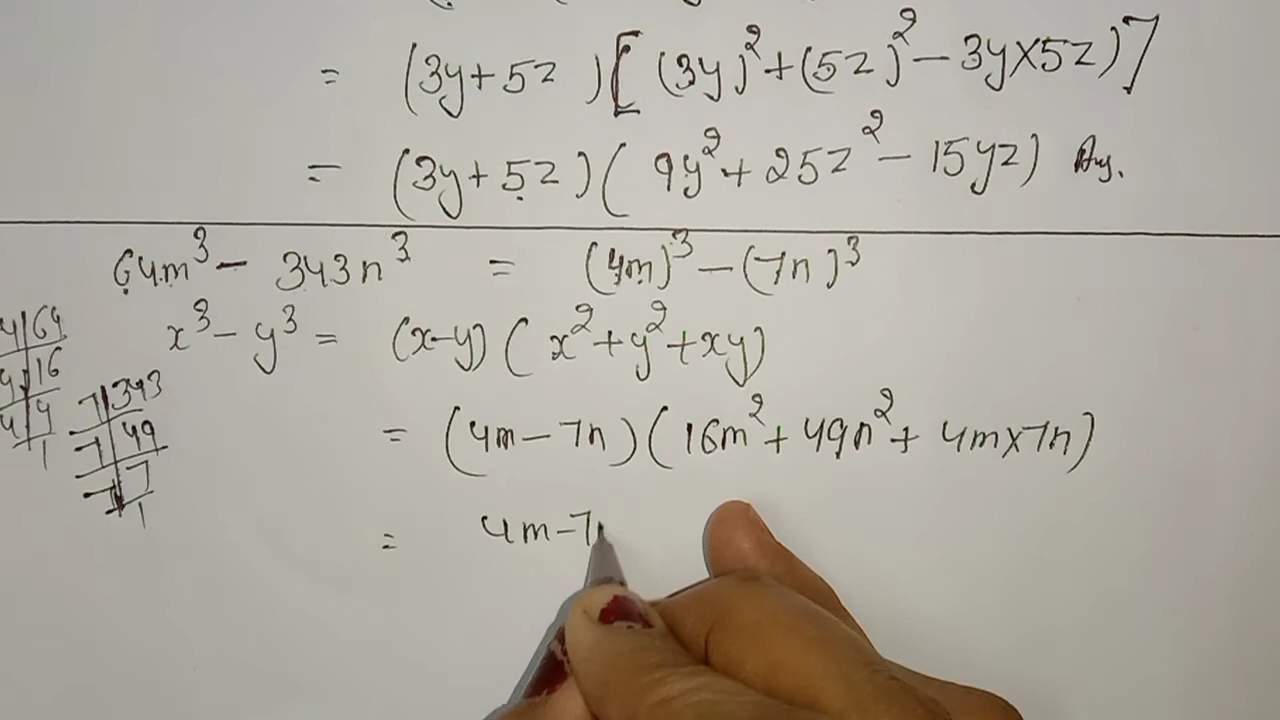 = (3y+5z)[(3y)²+(5z)²-3y×5z)]
= (3y+5z)(9y²+25z²-15yz) Ans.
64m³- 343n³ = (4m)³-(7n)³
x³- y³ = (x-y)(x²+y²+xy)
= (4m-7n)(16m²+49n²+ 4m×7n)
= 4m-7n
4|64
4|16
4|4
1
7|343
7|49
7|7
1